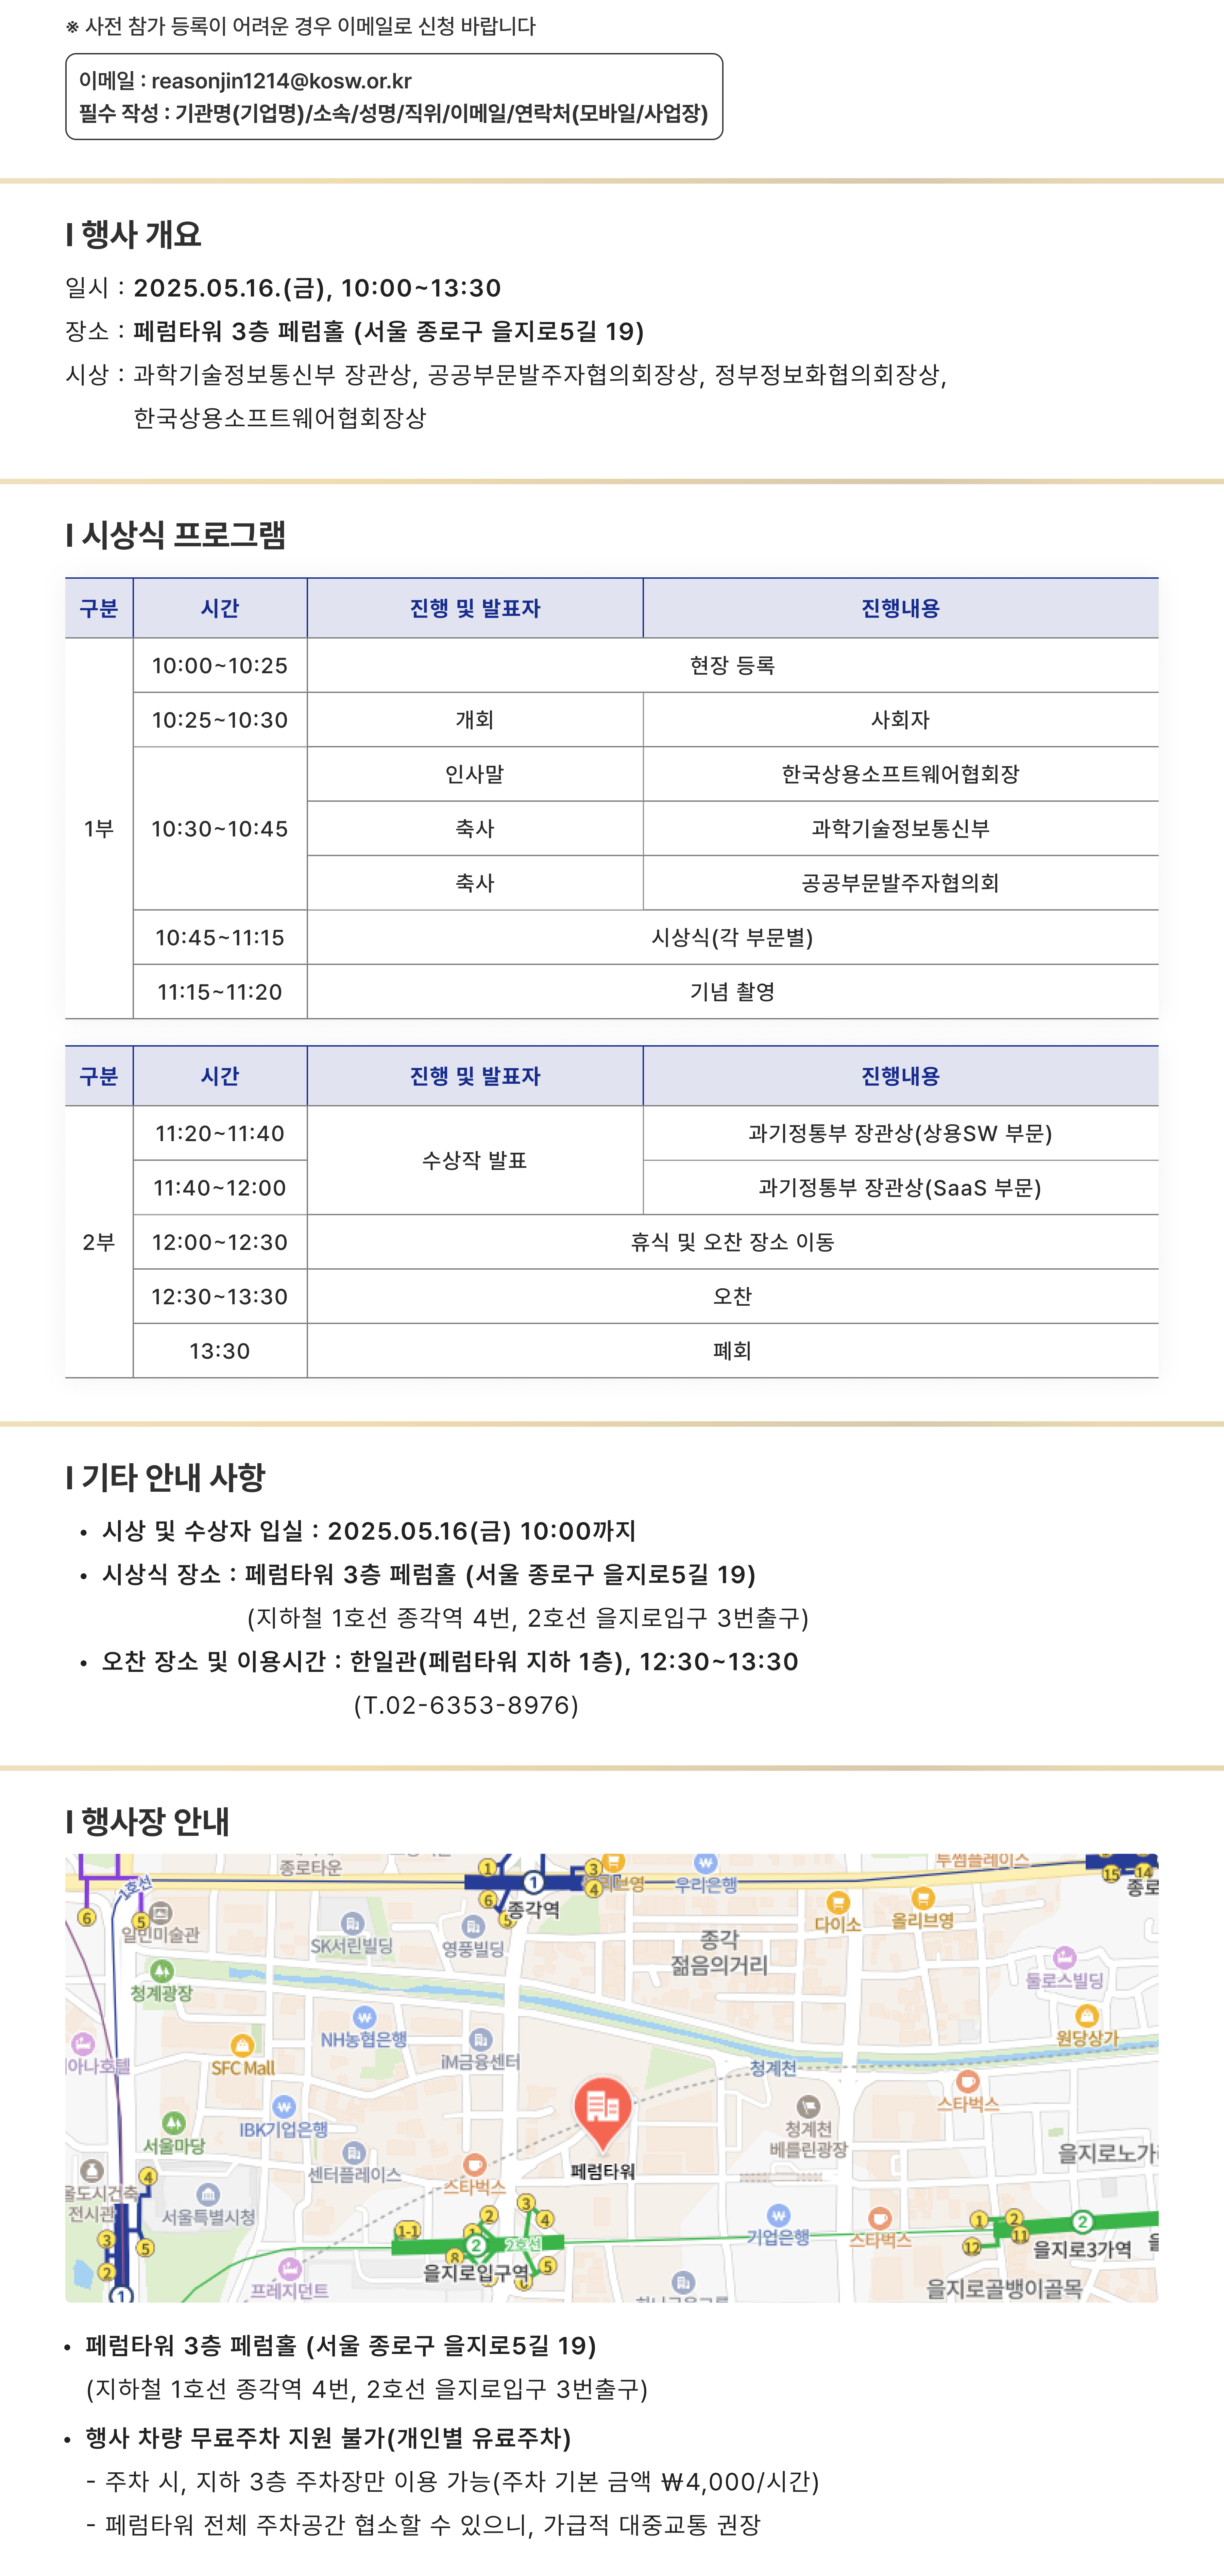 ※ 사전 참가 등록이 어려운 경우 이메일로 신청 바랍니다
이메일 : reasonjin1214@kosw.or.kr
필수 작성 : 기관명(기업명)/소속/성명/직위/이메일/연락처(모바일/사업장)
I 행사 개요
일시 : 2025.05.16.(금), 10:00~13:30
장소 : 페럼타워 3층 페럼홀 (서울 종로구 을지로5길 19)
시상 : 과학기술정보통신부 장관상, 공공부문발주자협의회장상, 정부정보화협의회장상,
한국상용소프트웨어협회장상
I 시상식 프로그램
구분 시간 진행 및 발표자 진행내용
10:00~10:25 현장 등록
10:25~10:30 개회 사회자
인사말 한국상용소프트웨어협회장
1부 10:30~10:45 축사 과학기술정보통신부
축사 공공부문발주자협의회
10:45~11:15 시상식(각 부문별)
11:15~11:20 기념 촬영
구분 시간 진행 및 발표자 진행내용
11:20~11:40 과기정통부 장관상(상용SW 부문)
수상작 발표
11:40~12:00 과기정통부 장관상(SaaS 부문)
2부 12:00~12:30 휴식 및 오찬 장소 이동
12:30~13:30 오찬
13:30 폐회
I 기타 안내 사항
• 시상 및 수상자 입실 : 2025.05.16(금) 10:00까지
• 시상식 장소 : 페럼타워 3층 페럼홀 (서울 종로구 을지로5길 19)
(지하철 1호선 종각역 4번, 2호선 을지로입구 3번출구)
• 오찬 장소 및 이용시간 : 한일관(페럼타워 지하 1층), 12:30~13:30
(T.02-6353-8976)
I 행사장 안내
종로타운
투썸플레이스
1호선
1
3
1
4
6
5
우리은행
15
14
종로
6
5
일민미술관
종각역
다이소
올리브영
SK서린빌딩
영풍빌딩
종각
젊음의거리
둘로스빌딩
청계광장
NH농협은행
원당상가
아나호텔
SFC Mall
iM금융센터
청계천
스타벅스
IBK기업은행
청계천
베를린광장
서울마당
을지로노가
센터플레이스
페럼타워
4
스타벅스
울도시건축
전시관
서울특별시청
3
2
4
1-1
기업은행
스타벅스
1
2
2
11
3
5
2
2호선
12
을지로3가역
2
8
5
을지로입구역
1
프레지던트
을지로골뱅이골목
• 페럼타워 3층 페럼홀 (서울 종로구 을지로5길 19)
(지하철 1호선 종각역 4번, 2호선 을지로입구 3번출구)
• 행사 차량 무료주차 지원 불가(개인별 유료주차)
- 주차 시, 지하 3층 주차장만 이용 가능(주차 기본 금액 ₩4,000/시간)
- 페럼타워 전체 주차공간 협소할 수 있으니, 가급적 대중교통 권장